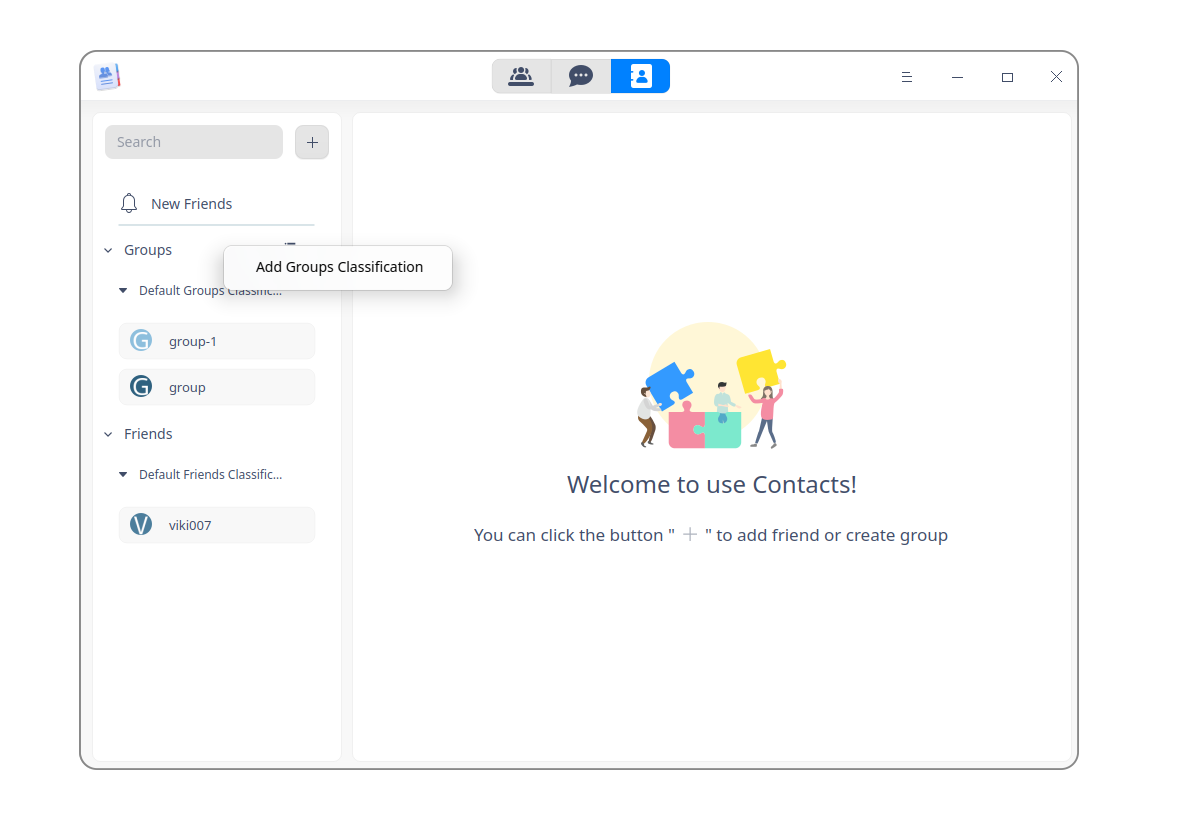 Search
New Friends
Groups
Add Groups Classification
Default Groups Classific...
group-1
group
Friends
Default Friends Classific...
viki007
Welcome to use Contacts!
You can click the button " + " to add friend or create group